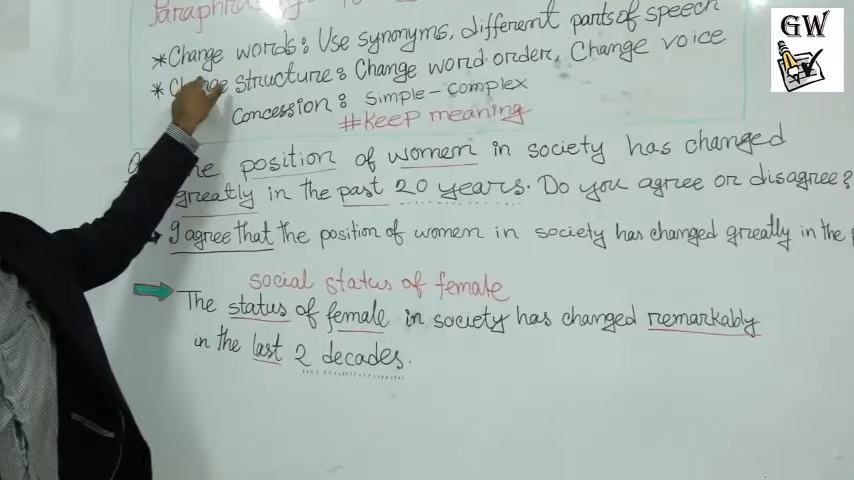 Paraphrasing:
*Change words: Use synonyms, different parts of speech
* Change structure: Change word order, Change voice
Concession: simple-complex
#Keep meaning
The position of women in society has changed
greatly in the past 20 years. Do you agree or disagree?
I agree that the position of women in society has changed greatly in the
social status of female
The status of female in society has changed remarkably
in the last 2 decades.
GW